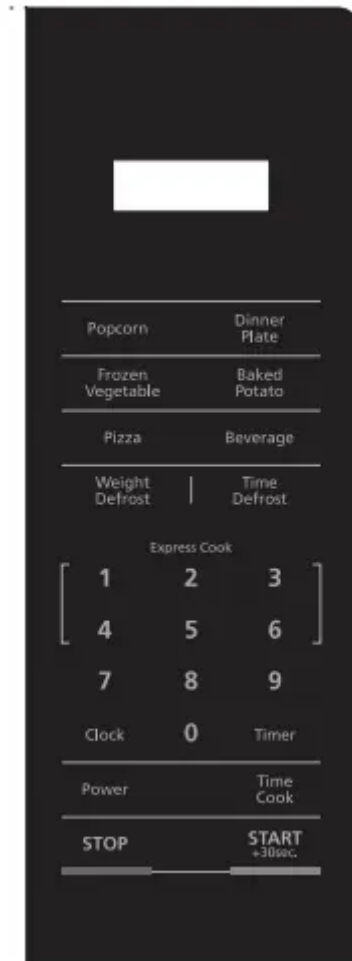 Popcorn
Dinner
Plate
Frozen
Vegetable
Baked
Potato
Pizza
Beverage
Weight
Defrost
Time
Defrost
Express Cook
1 2 3
4 5 6
7 8 9
Clock 0 Timer
Power
Time
Cook
STOP
START
+30sec.